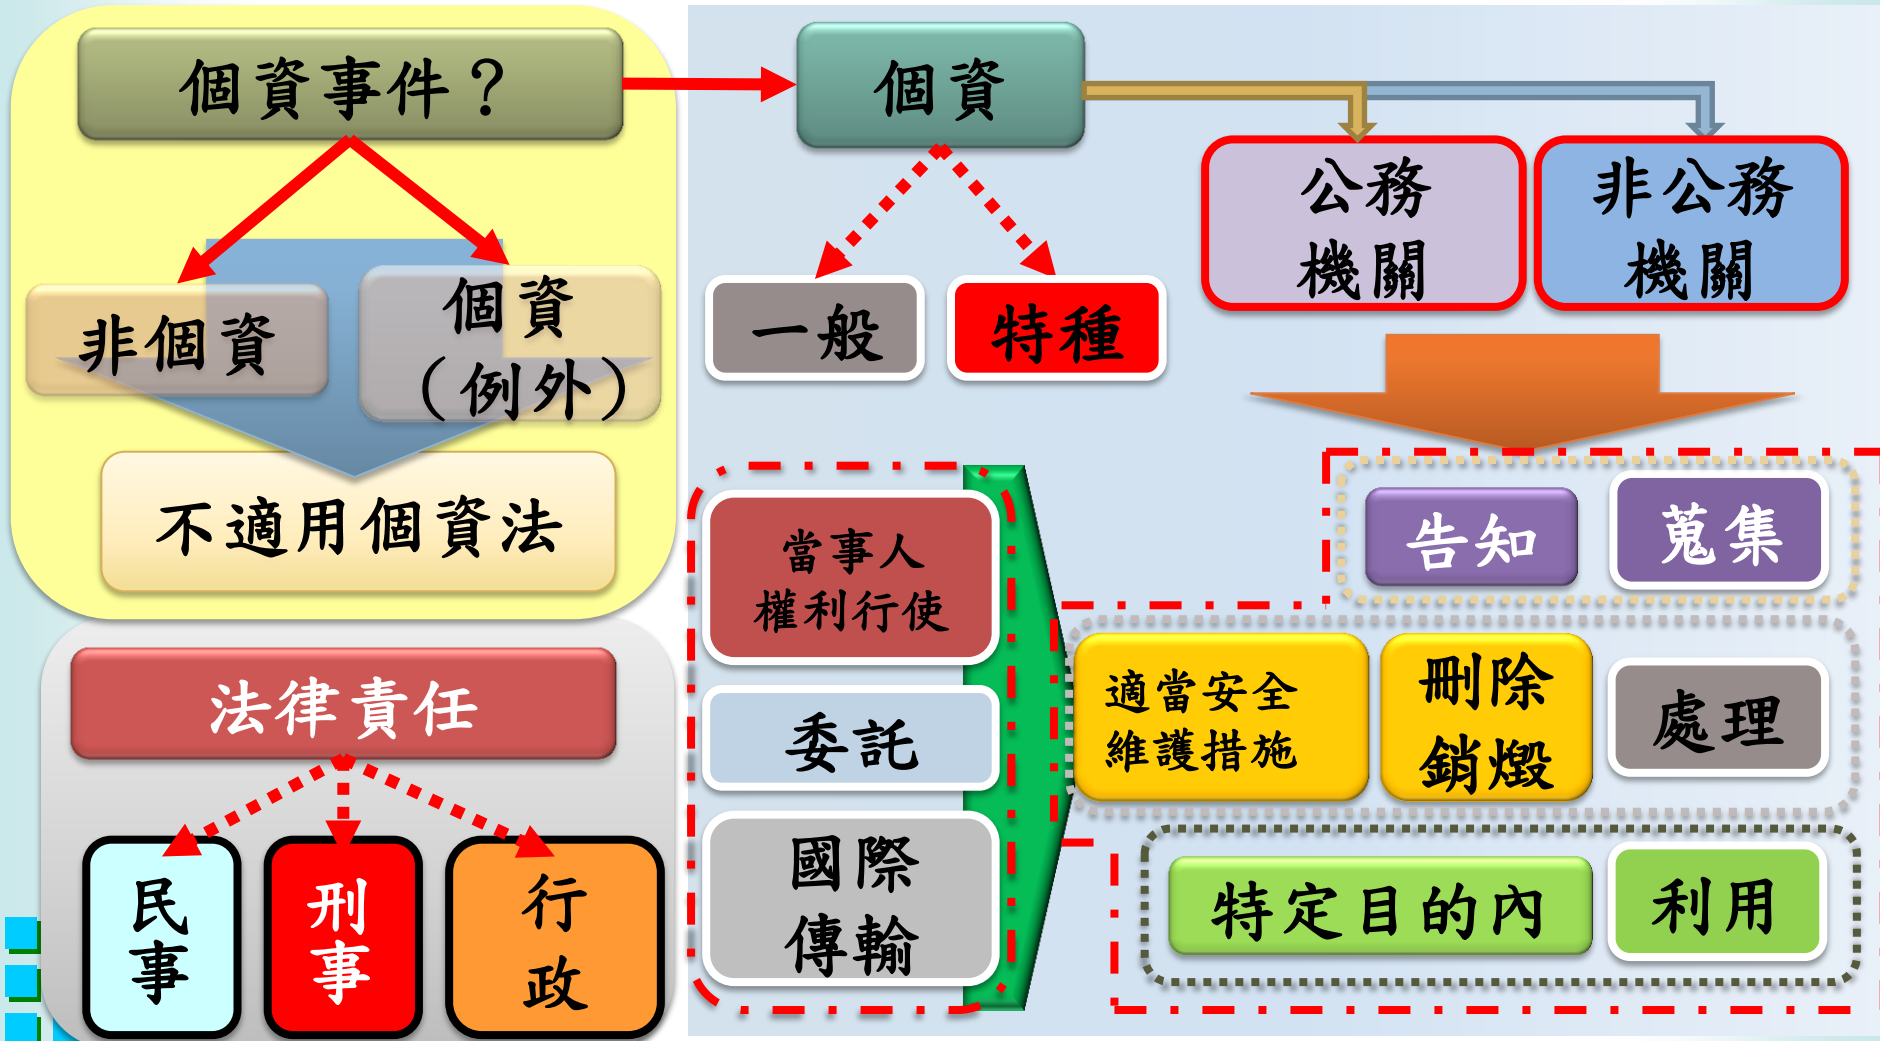 個資事件？
非個資
個資
（例外）
不適用個資法
法律責任
民
事
刑
事
行
政
個資
一般
特種
公務
機關
非公務
機關
當事人
權利行使
委託
國際
傳輸
告知
蒐集
適當安全
維護措施
刪除
銷燬
處理
特定目的內
利用